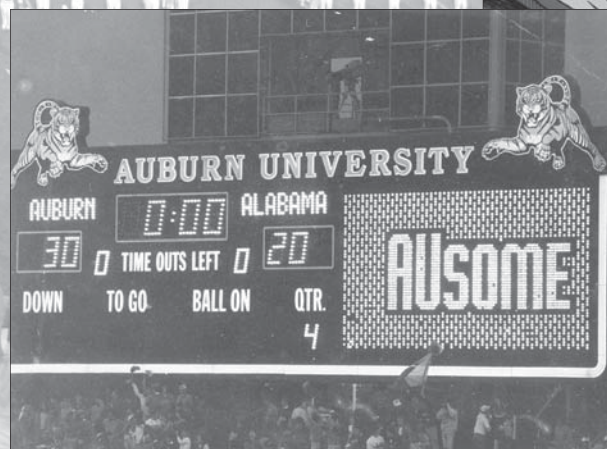 AUBURN UNIVERSITY
AUBURN 0:00 ALABAMA
30 0 TIME OUTS LEFT 0 20
DOWN TO GO BALL ON QTR.
4
AUSOME